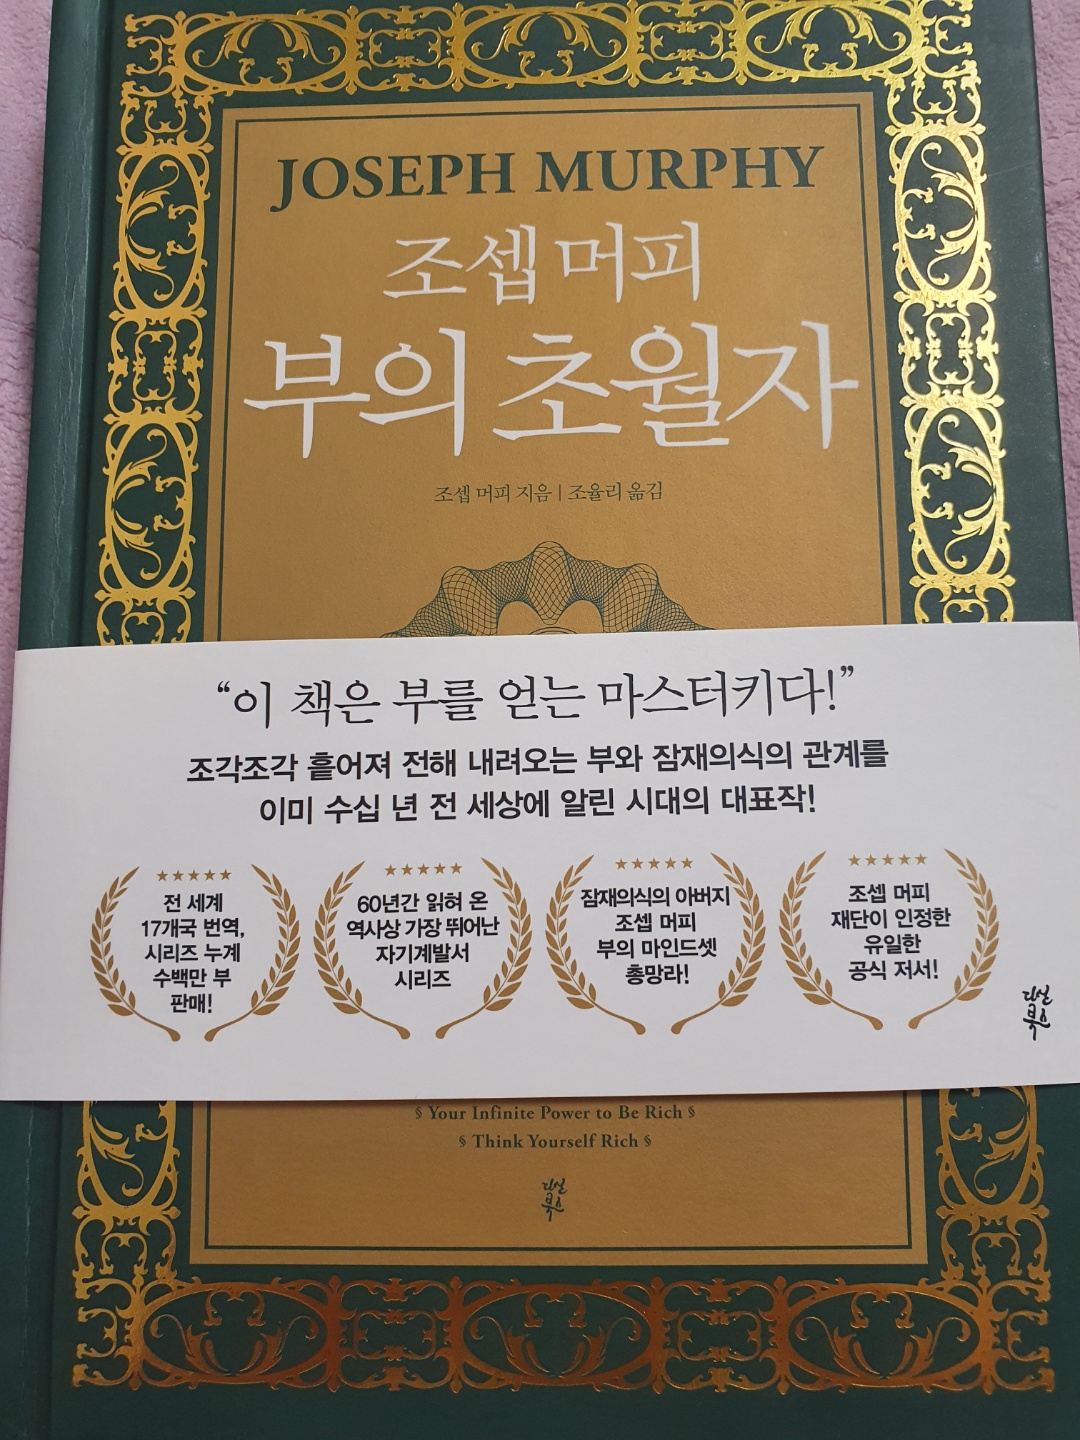 JOSEPH MURPHY
조셉 머피
부의 초월자
조셉 머피 지음 | 조율리 옮김
“이 책은 부를 얻는 마스터키다!”
조각조각 흩어져 전해 내려오는 부와 잠재의식의 관계를
이미 수십 년 전 세상에 알린 시대의 대표작!
전 세계
17개국 번역,
시리즈 누계
수백만 부
판매!
60년간 읽혀 온
역사상 가장 뛰어난
자기계발서
시리즈
잠재의식의 아버지
조셉 머피
부의 마인드셋
총망라!
조셉 머피
재단이 인정한
유일한
공식 저서!
다산
북스
§ Your Infinite Power to Be Rich §
§ Think Yourself Rich §
다산
북스